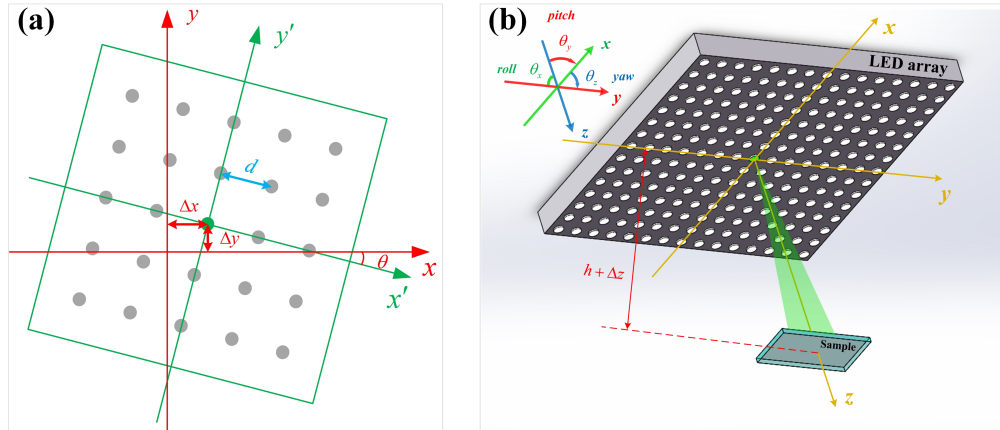 (a)
y
y′
d
Δx
Δy
θ
x
x′
(b)
pitch
θy
x
roll
θx
θz
yaw
y
z
x
LED array
y
h + Δz
Sample
z